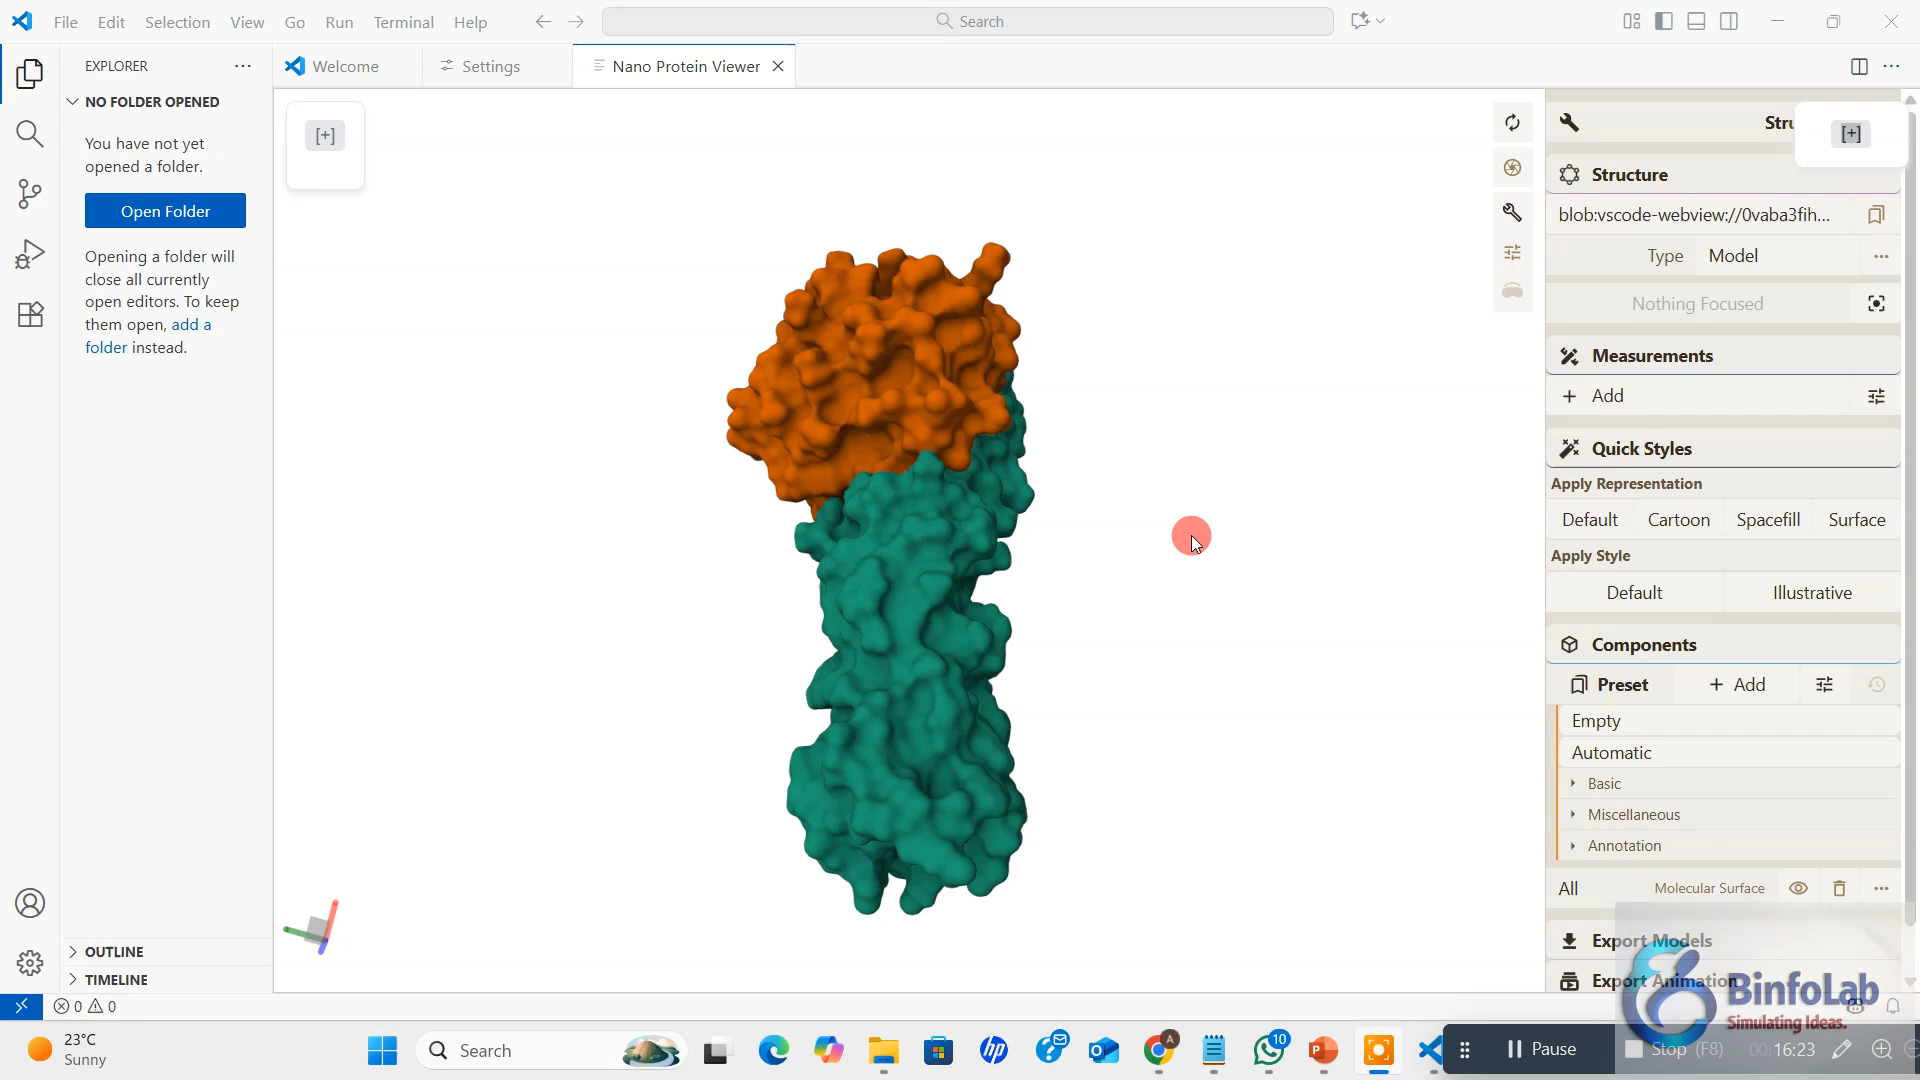 File Edit Selection View Go Run Terminal Help
Search
EXPLORER
Welcome
Settings
Nano Protein Viewer
NO FOLDER OPENED
You have not yet
opened a folder.
Open Folder
Opening a folder will
close all currently
open editors. To keep
them open, add a
folder instead.
OUTLINE
TIMELINE
[+]
[+]
Structure
blob:vscode-webview://0vaba3fih...
Type Model
Nothing Focused
Measurements
+ Add
Quick Styles
Apply Representation
Default Cartoon Spacefill Surface
Apply Style
Default Illustrative
Components
Preset + Add
Empty
Automatic
Basic
Miscellaneous
Annotation
All Molecular Surface
Export Models
Export Animation
BinfoLab
Simulating Ideas.
0 0
23°C
Sunny
Search
10
Pause
Stop (F8)
00:16:23